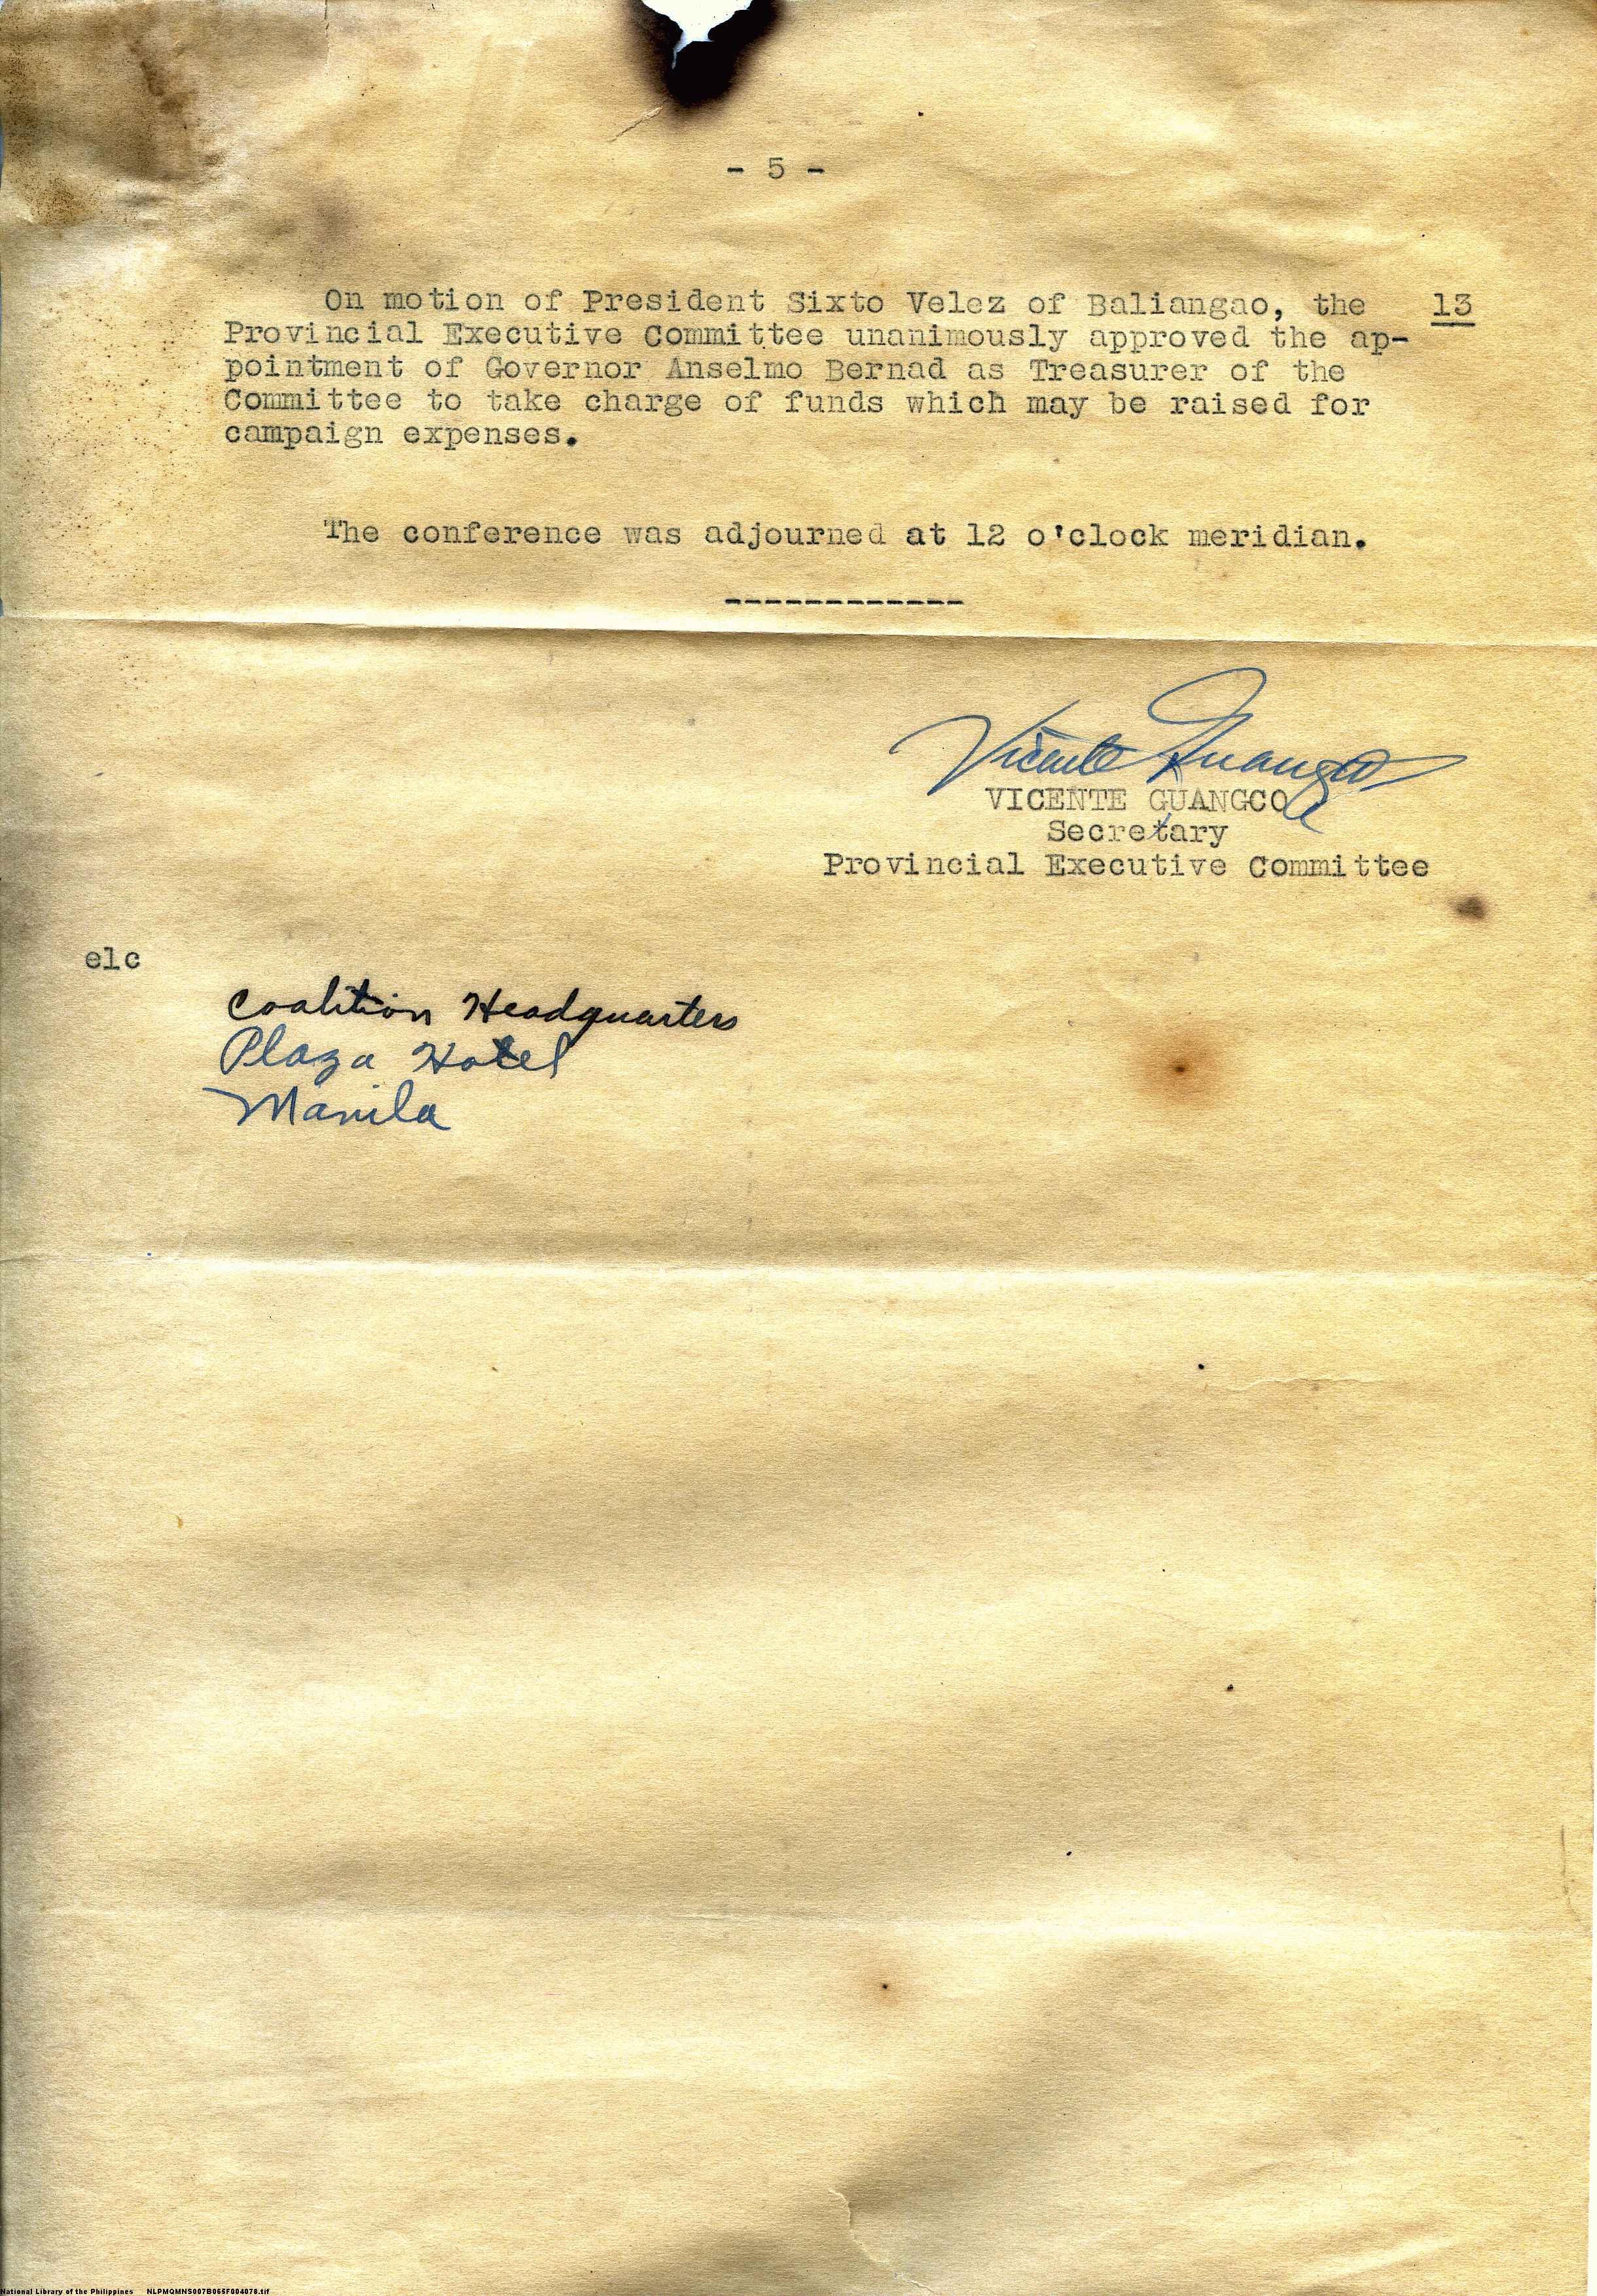 - 5 -
On motion of President Sixto Velez of Baliangao, the 13
Provincial Executive Committee unanimously approved the ap-
pointment of Governor Anselmo Bernad as Treasurer of the
Committee to take charge of funds which may be raised for
campaign expenses.
The conference was adjourned at 12 o'clock meridian.
------------
Vicente Guangco
VICENTE GUANGCO
Secretary
Provincial Executive Committee
elc
Coalition Headquarters
Plaza Hotel
Manila
National Library of the Philippines NLPMQMNS007B065F004078.tif